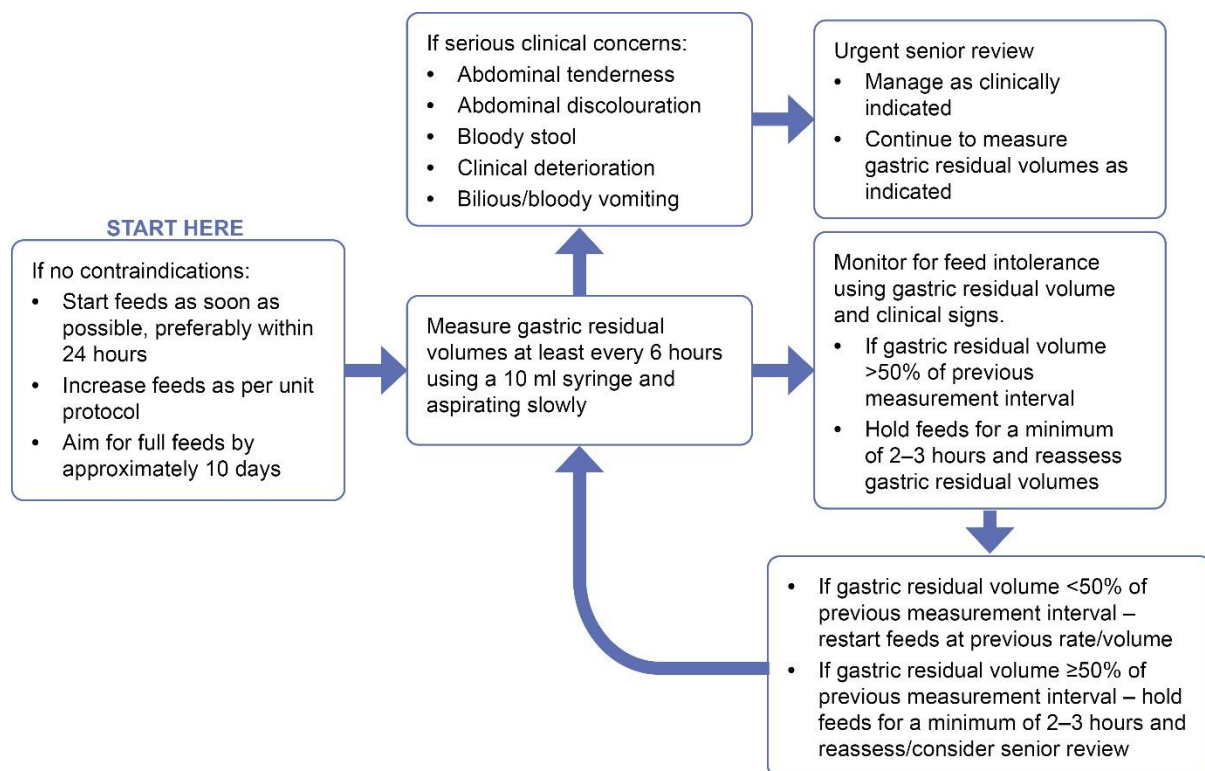 START HERE
If no contraindications:
• Start feeds as soon as
possible, preferably within
24 hours
• Increase feeds as per unit
protocol
• Aim for full feeds by
approximately 10 days
Measure gastric residual
volumes at least every 6 hours
using a 10 ml syringe and
aspirating slowly
If serious clinical concerns:
• Abdominal tenderness
• Abdominal discolouration
• Bloody stool
• Clinical deterioration
• Bilious/bloody vomiting
Urgent senior review
• Manage as clinically
indicated
• Continue to measure
gastric residual volumes as
indicated
Monitor for feed intolerance
using gastric residual volume
and clinical signs.
• If gastric residual volume
>50% of previous
measurement interval
• Hold feeds for a minimum
of 2–3 hours and reassess
gastric residual volumes
• If gastric residual volume <50% of
previous measurement interval –
restart feeds at previous rate/volume
• If gastric residual volume ≥50% of
previous measurement interval – hold
feeds for a minimum of 2–3 hours and
reassess/consider senior review